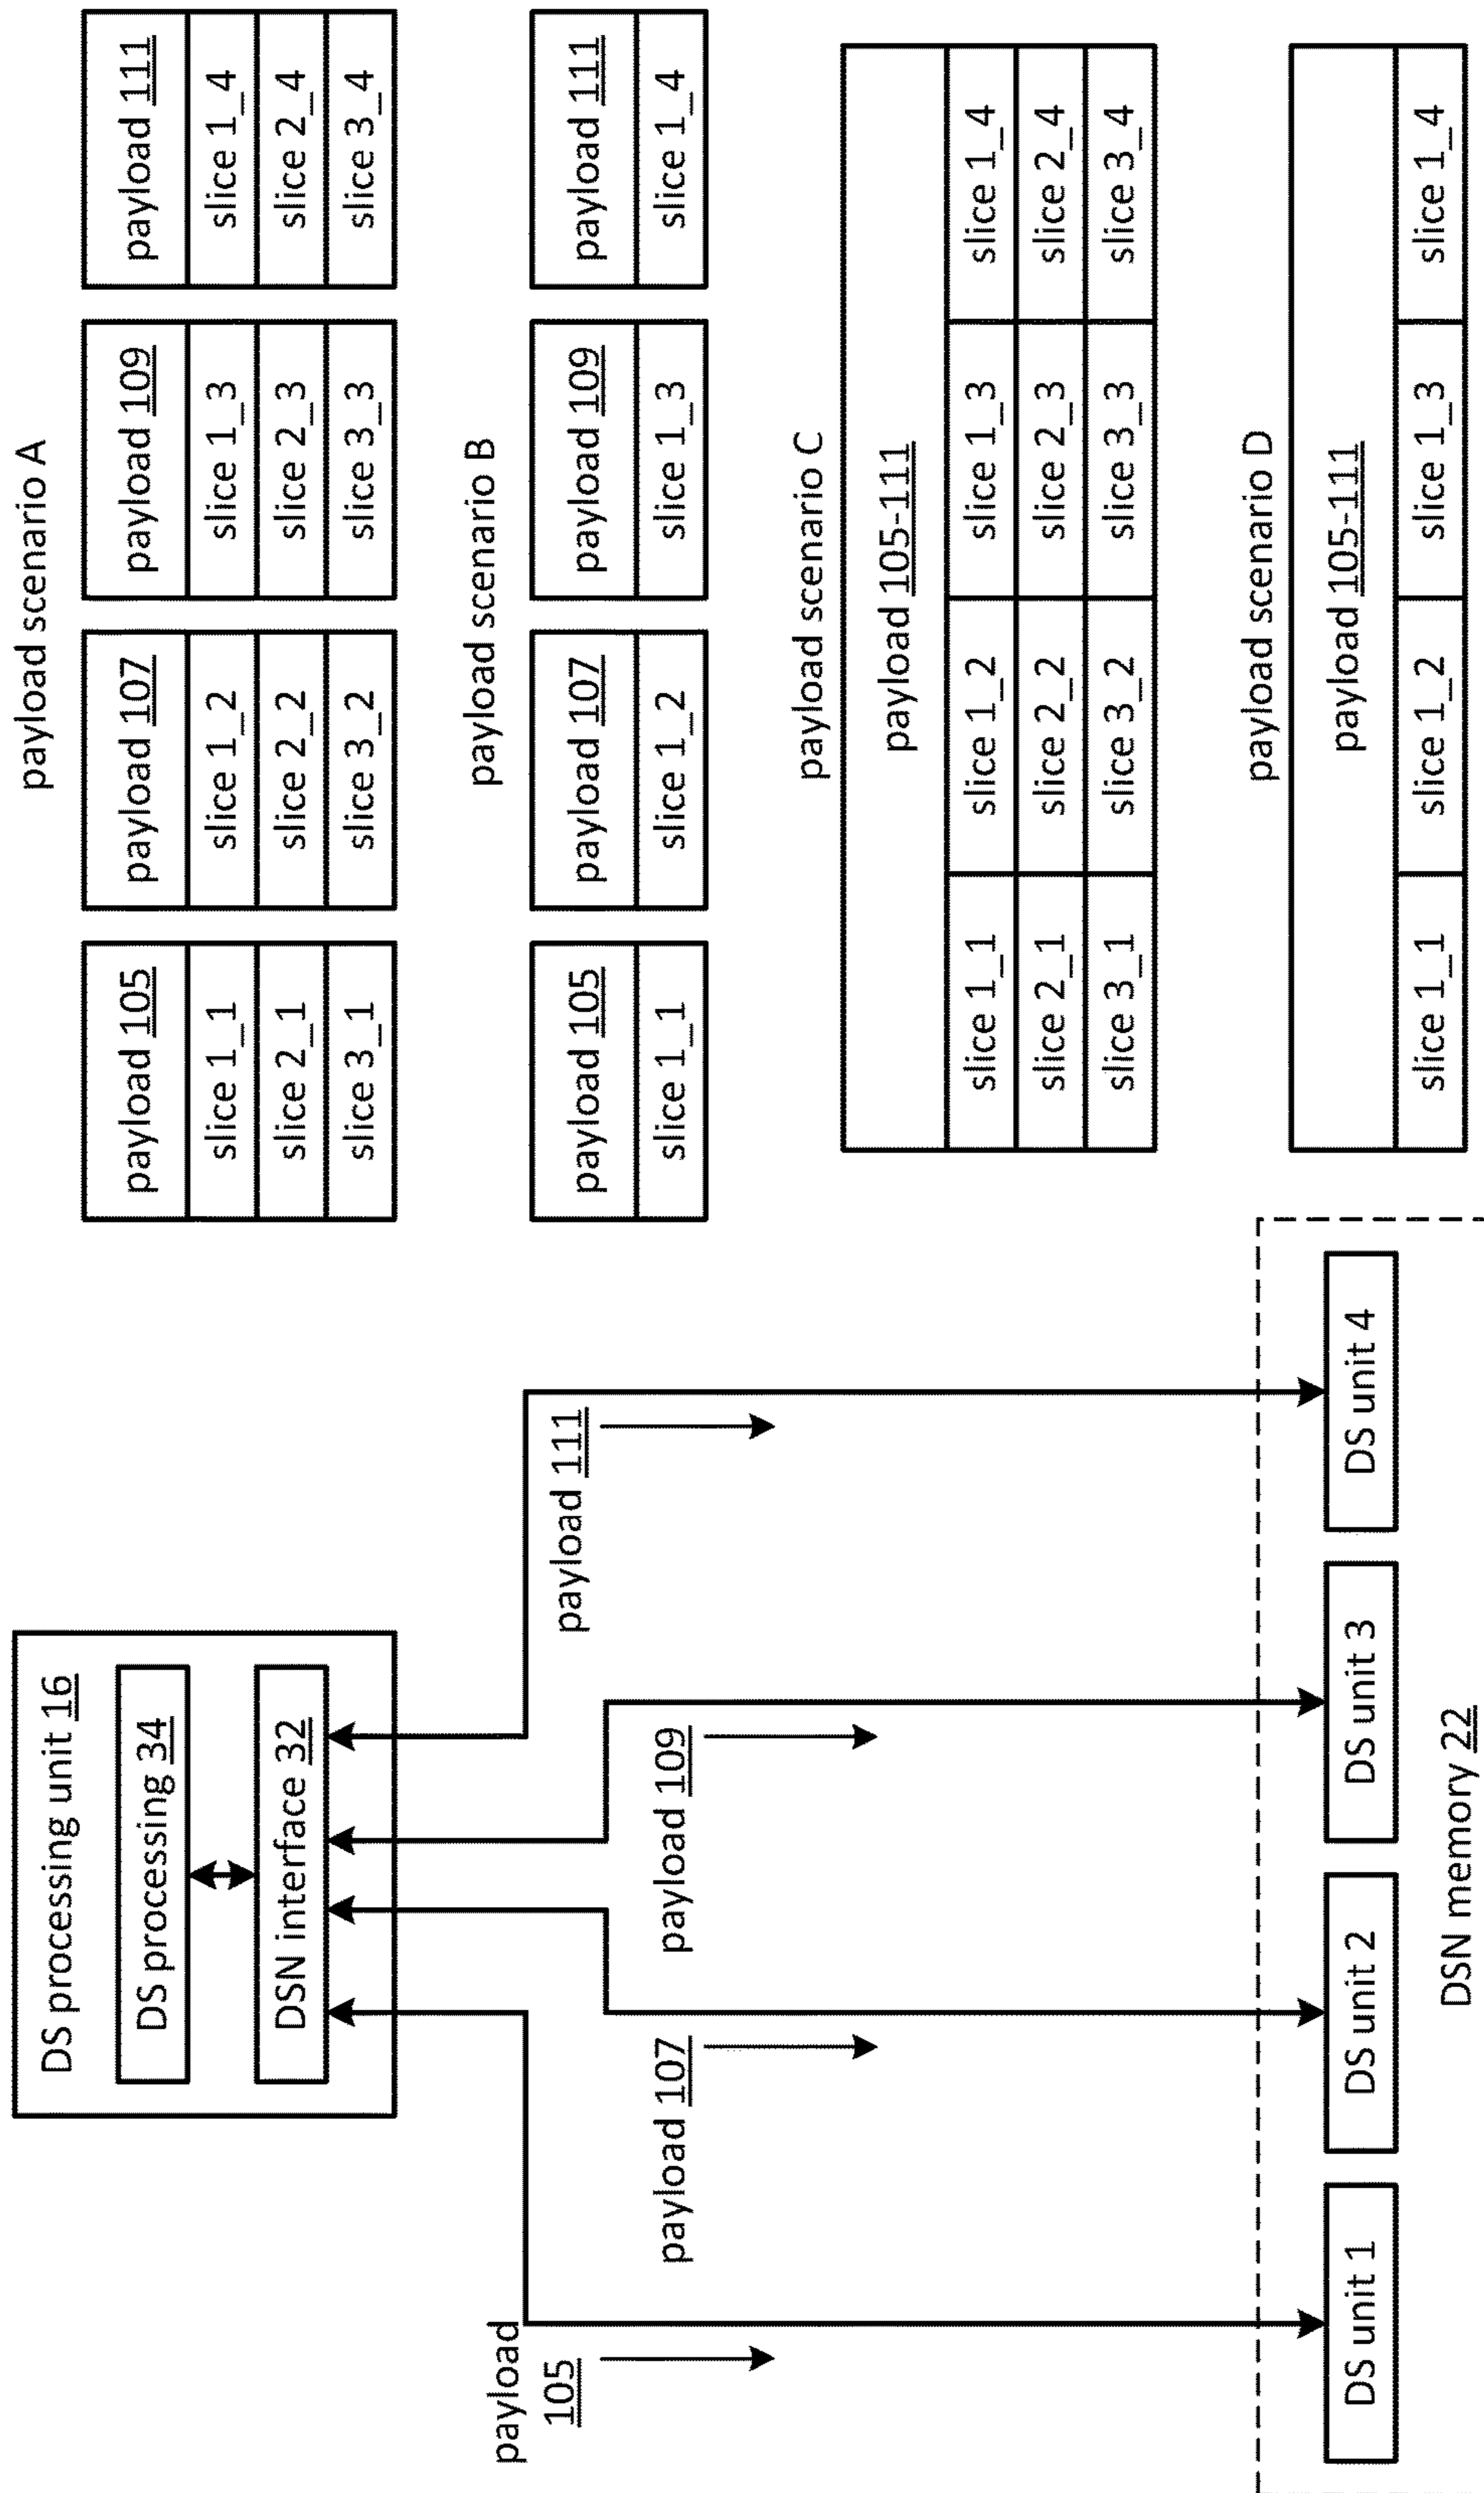 DS processing unit 16
DS processing 34
DSN interface 32
payload
105
payload 107
payload 109
payload 111
DS unit 1
DS unit 2
DS unit 3
DS unit 4
DSN memory 22
payload scenario A
payload 105
slice 1_1
slice 2_1
slice 3_1
payload 107
slice 1_2
slice 2_2
slice 3_2
payload 109
slice 1_3
slice 2_3
slice 3_3
payload 111
slice 1_4
slice 2_4
slice 3_4
payload scenario B
payload 105
slice 1_1
payload 107
slice 1_2
payload 109
slice 1_3
payload 111
slice 1_4
payload scenario C
payload 105-111
slice 1_1
slice 1_2
slice 1_3
slice 1_4
slice 2_1
slice 2_2
slice 2_3
slice 2_4
slice 3_1
slice 3_2
slice 3_3
slice 3_4
payload scenario D
payload 105-111
slice 1_1
slice 1_2
slice 1_3
slice 1_4